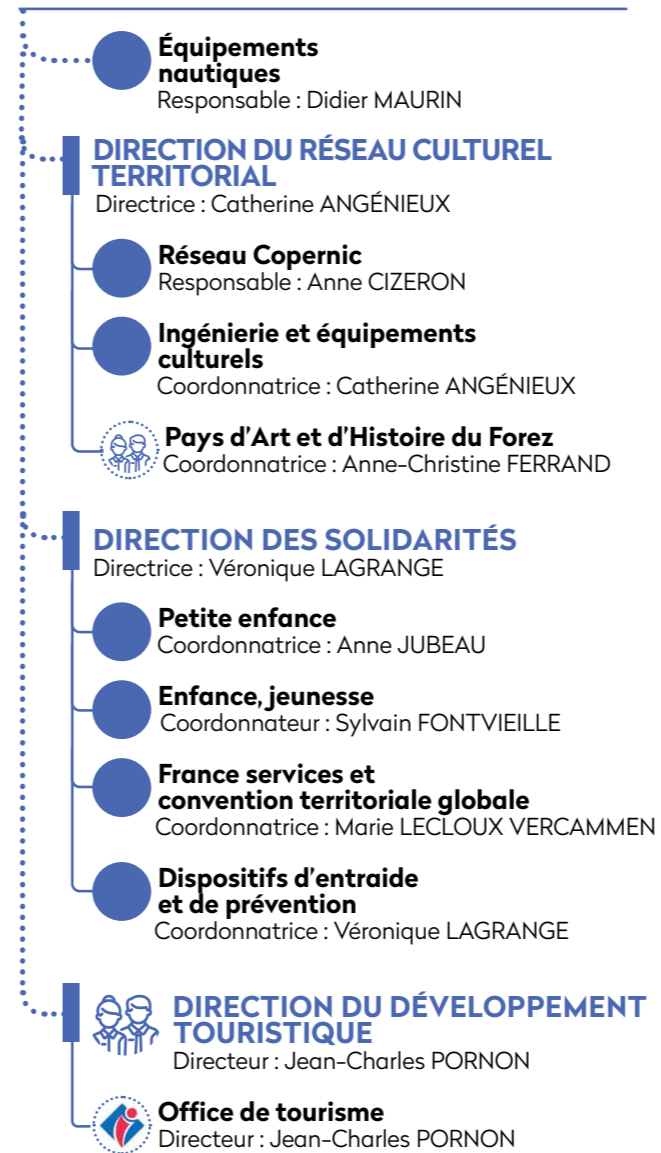 Équipements
nautiques
Responsable : Didier MAURIN
DIRECTION DU RÉSEAU CULTUREL
TERRITORIAL
Directrice : Catherine ANGÉNIEUX
Réseau Copernic
Responsable : Anne CIZERON
Ingénierie et équipements
culturels
Coordonnatrice : Catherine ANGÉNIEUX
Pays d’Art et d’Histoire du Forez
Coordonnatrice : Anne-Christine FERRAND
DIRECTION DES SOLIDARITÉS
Directrice : Véronique LAGRANGE
Petite enfance
Coordonnatrice : Anne JUBEAU
Enfance, jeunesse
Coordonnateur : Sylvain FONTVIEILLE
France services et
convention territoriale globale
Coordonnatrice : Marie LECLOUX VERCAMMEN
Dispositifs d’entraide
et de prévention
Coordonnatrice : Véronique LAGRANGE
DIRECTION DU DÉVELOPPEMENT
TOURISTIQUE
Directeur : Jean-Charles PORNON
Office de tourisme
Directeur : Jean-Charles PORNON